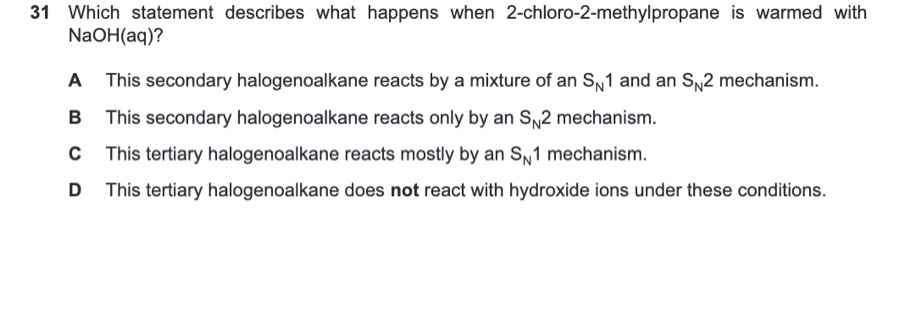 31 Which statement describes what happens when 2-chloro-2-methylpropane is warmed with
NaOH(aq)?
A This secondary halogenoalkane reacts by a mixture of an SN1 and an SN2 mechanism.
B This secondary halogenoalkane reacts only by an SN2 mechanism.
C This tertiary halogenoalkane reacts mostly by an SN1 mechanism.
D This tertiary halogenoalkane does not react with hydroxide ions under these conditions.